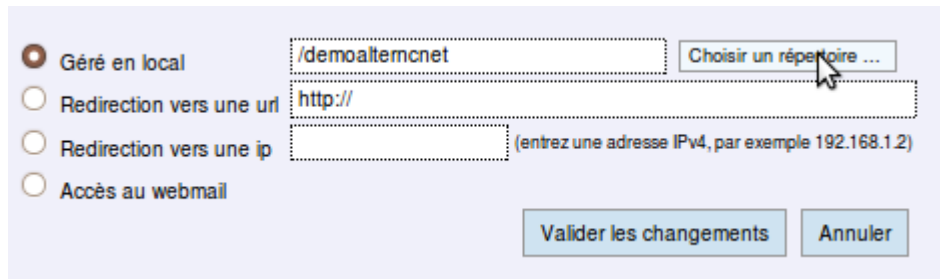 Géré en local /demoalterncnet Choisir un répertoire ...
Redirection vers une url http://
Redirection vers une ip (entrez une adresse IPv4, par exemple 192.168.1.2)
Accès au webmail
Valider les changements Annuler